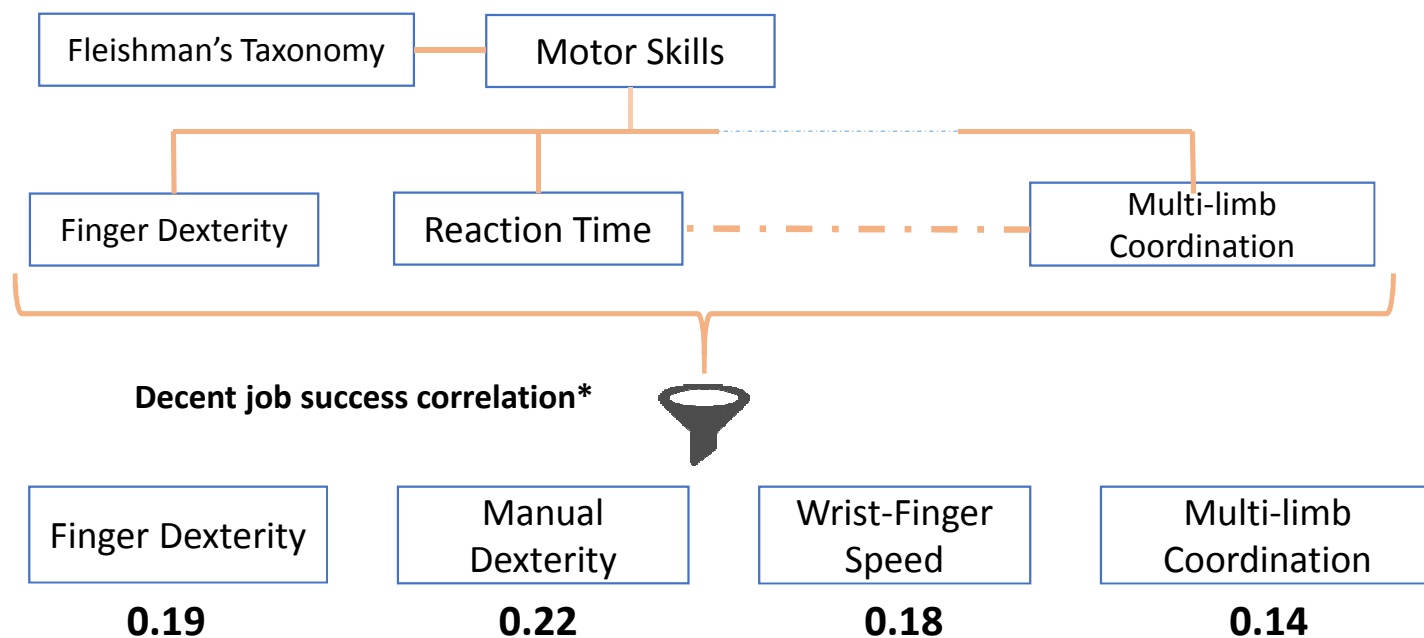 Fleishman’s Taxonomy
Motor Skills
Finger Dexterity
Reaction Time
Multi-limb
Coordination
Decent job success correlation*
Finger Dexterity
Manual
Dexterity
Wrist-Finger
Speed
Multi-limb
Coordination
0.19
0.22
0.18
0.14